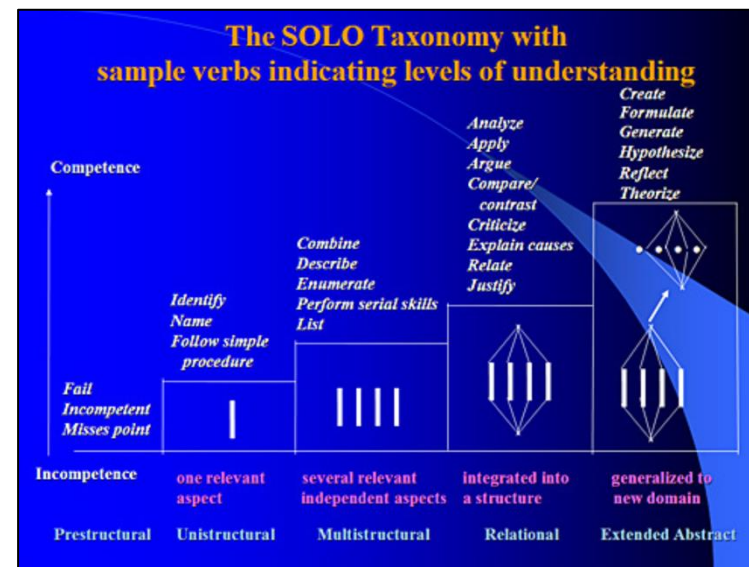 The SOLO Taxonomy with
sample verbs indicating levels of understanding
Competence
Fail
Incompetent
Misses point
Identify
Name
Follow simple
procedure
Combine
Describe
Enumerate
Perform serial skills
List
Analyze
Apply
Argue
Compare/
contrast
Criticize
Explain causes
Relate
Justify
Create
Formulate
Generate
Hypothesize
Reflect
Theorize
Incompetence
one relevant
aspect
several relevant
independent aspects
integrated into
a structure
generalized to
new domain
Prestructural
Unistructural
Multistructural
Relational
Extended Abstract